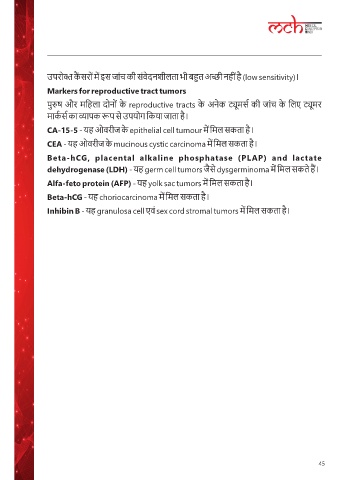 mch
उपरोक्त कैंसरों में इस जांच की संवेदनशीलता भी बहुत अच्छी नहीं है (low sensitivity)।
Markers for reproductive tract tumors
पुरुष और महिला दोनों के reproductive tracts के अनेक ट्यूमर्स की जांच के लिए ट्यूमर
मार्कर्स का व्यापक रूप से उपयोग किया जाता है।
CA-15-5 - यह ओवरीज के epithelial cell tumour में मिल सकता है।
CEA - यह ओवरीज के mucinous cystic carcinoma में मिल सकता है।
Beta-hCG, placental alkaline phosphatase (PLAP) and lactate
dehydrogenase (LDH) - यह germ cell tumors जैसे dysgerminoma में मिल सकते हैं।
Alfa-feto protein (AFP) - यह yolk sac tumors में मिल सकता है।
Beta-hCG - यह choriocarcinoma में मिल सकता है।
Inhibin B - यह granulosa cell एवं sex cord stromal tumors में मिल सकता है।
45